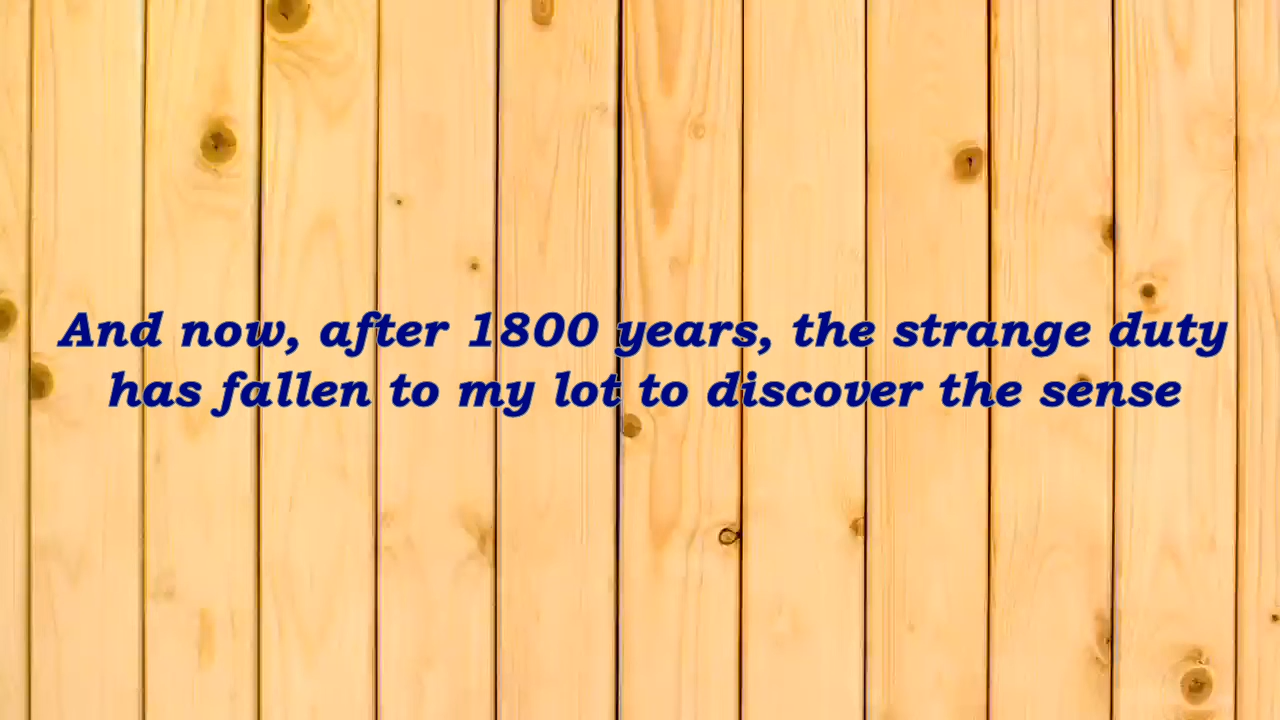 And now, after 1800 years, the strange duty
has fallen to my lot to discover the sense